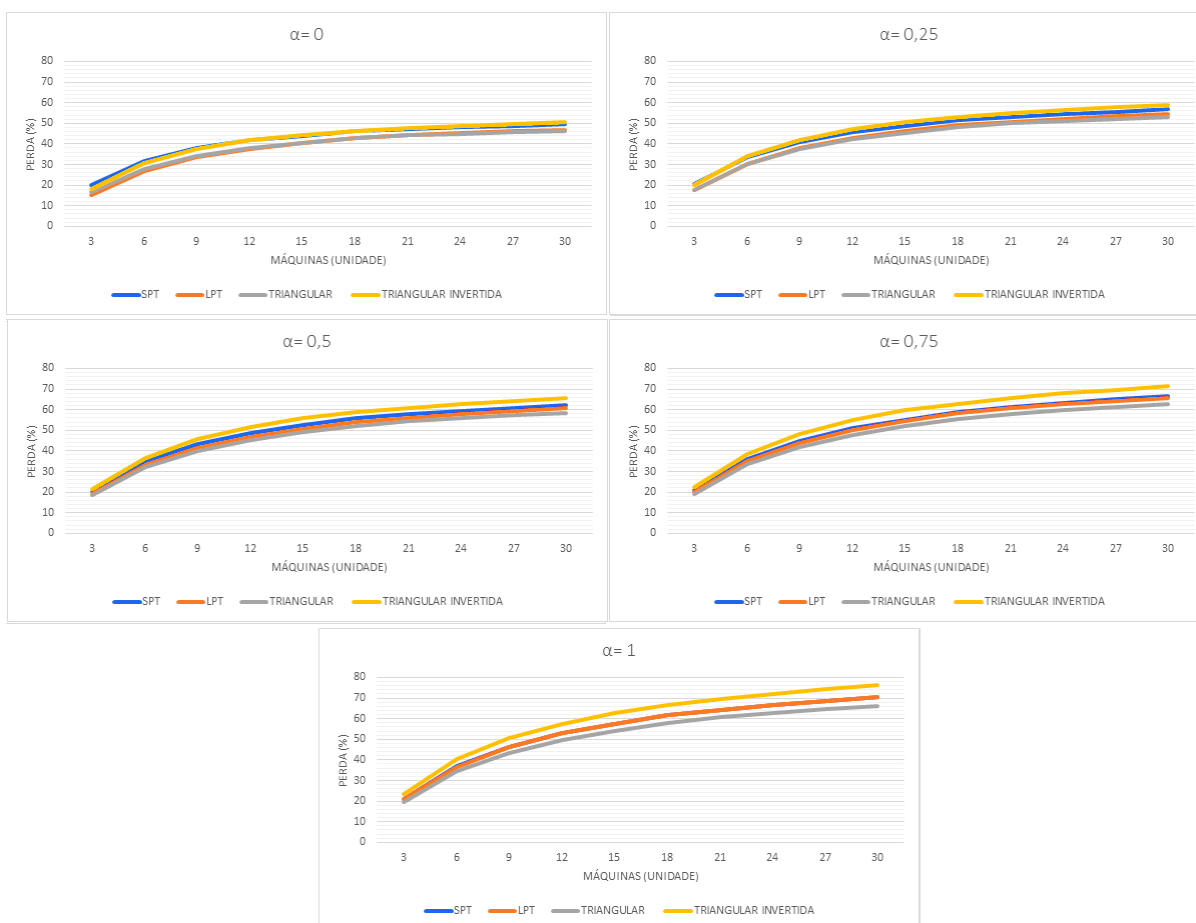 α= 0
PERDA (%)
80
70
60
50
40
30
20
10
0
3 6 9 12 15 18 21 24 27 30
MÁQUINAS (UNIDADE)
SPT LPT TRIANGULAR TRIANGULAR INVERTIDA
α= 0,25
PERDA (%)
80
70
60
50
40
30
20
10
0
3 6 9 12 15 18 21 24 27 30
MÁQUINAS (UNIDADE)
SPT LPT TRIANGULAR TRIANGULAR INVERTIDA
α= 0,5
PERDA (%)
80
70
60
50
40
30
20
10
0
3 6 9 12 15 18 21 24 27 30
MÁQUINAS (UNIDADE)
SPT LPT TRIANGULAR TRIANGULAR INVERTIDA
α= 0,75
PERDA (%)
80
70
60
50
40
30
20
10
0
3 6 9 12 15 18 21 24 27 30
MÁQUINAS (UNIDADE)
SPT LPT TRIANGULAR TRIANGULAR INVERTIDA
α= 1
PERDA (%)
80
70
60
50
40
30
20
10
0
3 6 9 12 15 18 21 24 27 30
MÁQUINAS (UNIDADE)
SPT LPT TRIANGULAR TRIANGULAR INVERTIDA